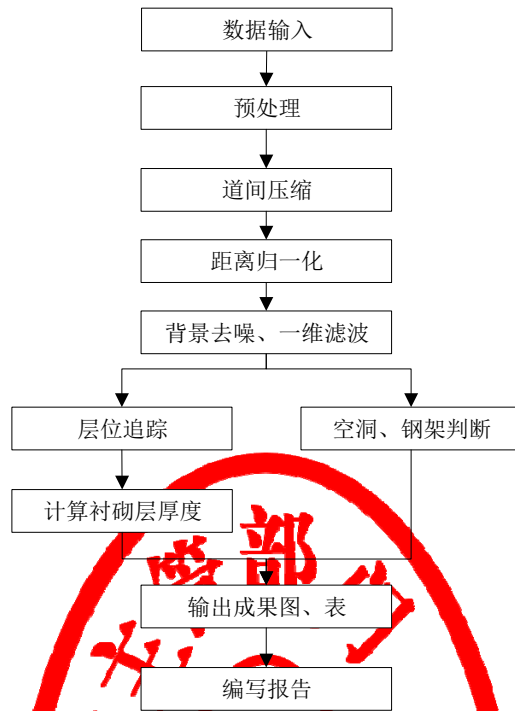 数据输入
预处理
道间压缩
距离归一化
背景去噪、一维滤波
层位追踪
空洞、钢架判断
计算衬砌层厚度
输出成果图、表
编写报告
部